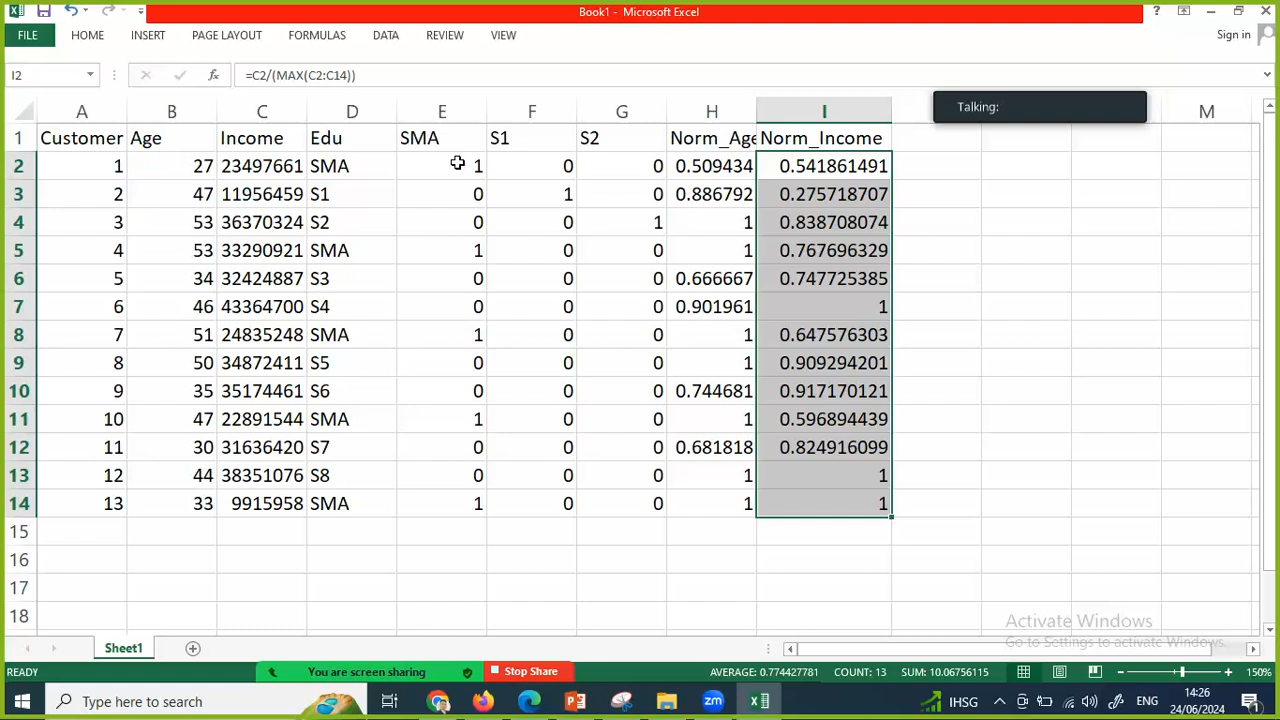 Book1 - Microsoft Excel
?
FILE HOME INSERT PAGE LAYOUT FORMULAS DATA REVIEW VIEW Sign in
I2 fx =C2/(MAX(C2:C14))
Talking:
A B C D E F G H I M
1 Customer Age Income Edu SMA S1 S2 Norm_Age Norm_Income
2 1 27 23497661 SMA 1 0 0 0.509434 0.541861491
3 2 47 11956459 S1 0 1 0 0.886792 0.275718707
4 3 53 36370324 S2 0 0 1 1 0.838708074
5 4 53 33290921 SMA 1 0 0 1 0.767696329
6 5 34 32424887 S3 0 0 0 0.666667 0.747725385
7 6 46 43364700 S4 0 0 0 0.901961 1
8 7 51 24835248 SMA 1 0 0 1 0.647576303
9 8 50 34872411 S5 0 0 0 1 0.909294201
10 9 35 35174461 S6 0 0 0 0.744681 0.917170121
11 10 47 22891544 SMA 1 0 0 1 0.596894439
12 11 30 31636420 S7 0 0 0 0.681818 0.824916099
13 12 44 38351076 S8 0 0 0 1 1
14 13 33 9915958 SMA 1 0 0 1 1
15
16
17
18
Activate Windows
Go to Settings to activate Windows.
Sheet1
READY You are screen sharing Stop Share AVERAGE: 0.774427781 COUNT: 13 SUM: 10.06756115 150%
Type here to search IHSG ENG 14:26
24/06/2024